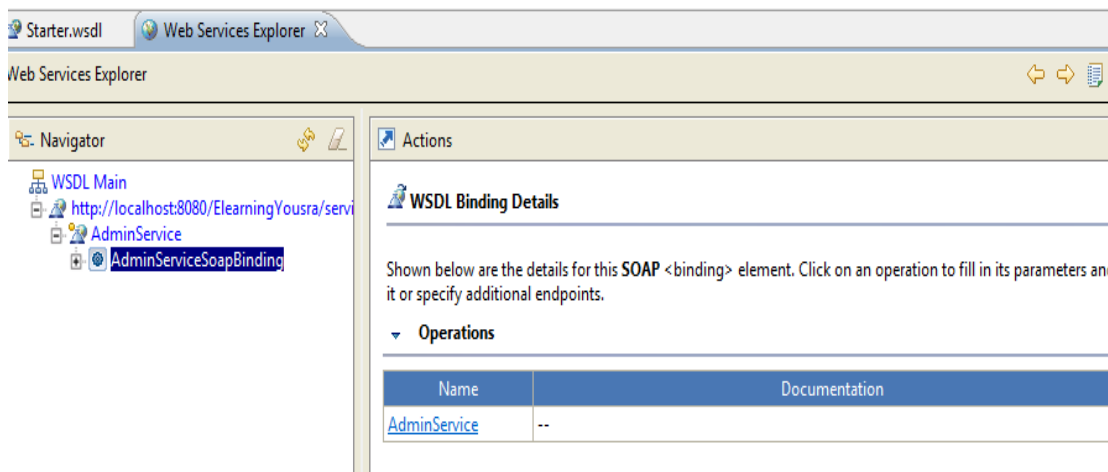 Starter.wsdl
Web Services Explorer
Web Services Explorer
Navigator
Actions
WSDL Main
http://localhost:8080/ElearningYousra/servi
AdminService
AdminServiceSoapBinding
WSDL Binding Details
Shown below are the details for this SOAP <binding> element. Click on an operation to fill in its parameters an
it or specify additional endpoints.
Operations
Name Documentation
AdminService --